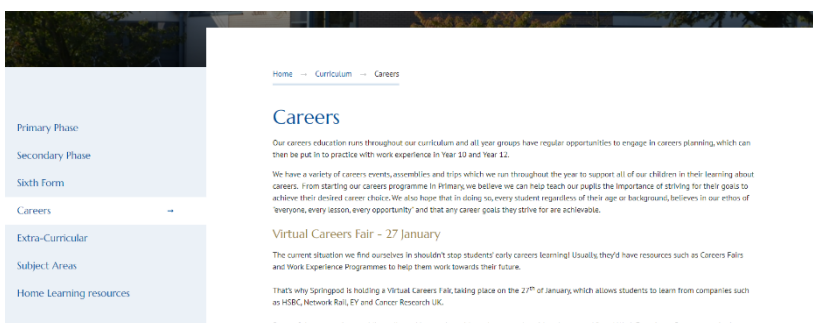 Home → Curriculum → Careers
Primary Phase
Secondary Phase
Sixth Form
Careers →
Extra-Curricular
Subject Areas
Home Learning resources
Careers
Our careers education runs throughout our curriculum and all year groups have regular opportunities to engage in careers planning, which can
then be put in to practice with work experience in Year 10 and Year 12.
We have a variety of careers events, assemblies and trips which we run throughout the year to support all of our children in their learning about
careers. From starting our careers programme in Primary, we believe we can help teach our pupils the importance of striving for their goals to
achieve their desired career choice. We also hope that in doing so, every student regardless of their age or background, believes in our ethos of
'everyone, every lesson, every opportunity' and that any career goals they strive for are achievable.
Virtual Careers Fair - 27 January
The current situation we find ourselves in shouldn't stop students' early careers learning! Usually, they'd have resources such as Careers Fairs
and Work Experience Programmes to help them work towards their future.
That's why Springpod is holding a Virtual Careers Fair, taking place on the 27th of January, which allows students to learn from companies such
as HSBC, Network Rail, EY and Cancer Research UK.